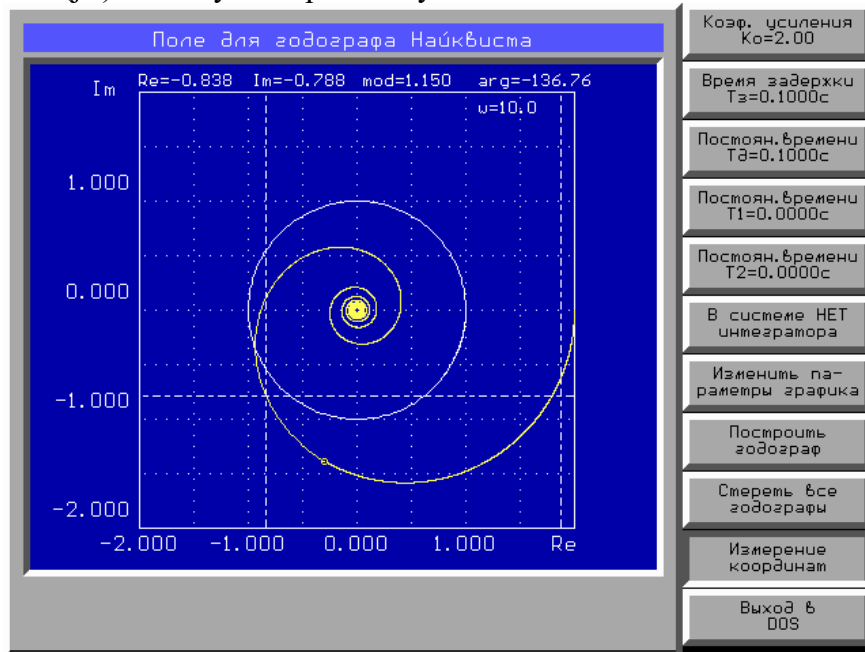 Поле для годографа Найквиста
Re=-0.838 Im=-0.788 mod=1.150 arg=-136.76
Im
w=10.0
1.000
0.000
-1.000
-2.000
-2.000 -1.000 0.000 1.000 Re
Коэф. усиления
Ko=2.00
Время задержки
Tз=0.1000c
Постоян.времени
Tд=0.1000c
Постоян.времени
T1=0.0000c
Постоян.времени
T2=0.0000c
В системе НЕТ
интегратора
Изменить па-
раметры графика
Построить
годограф
Стереть все
годографы
Измерение
координат
Выход в
DOS